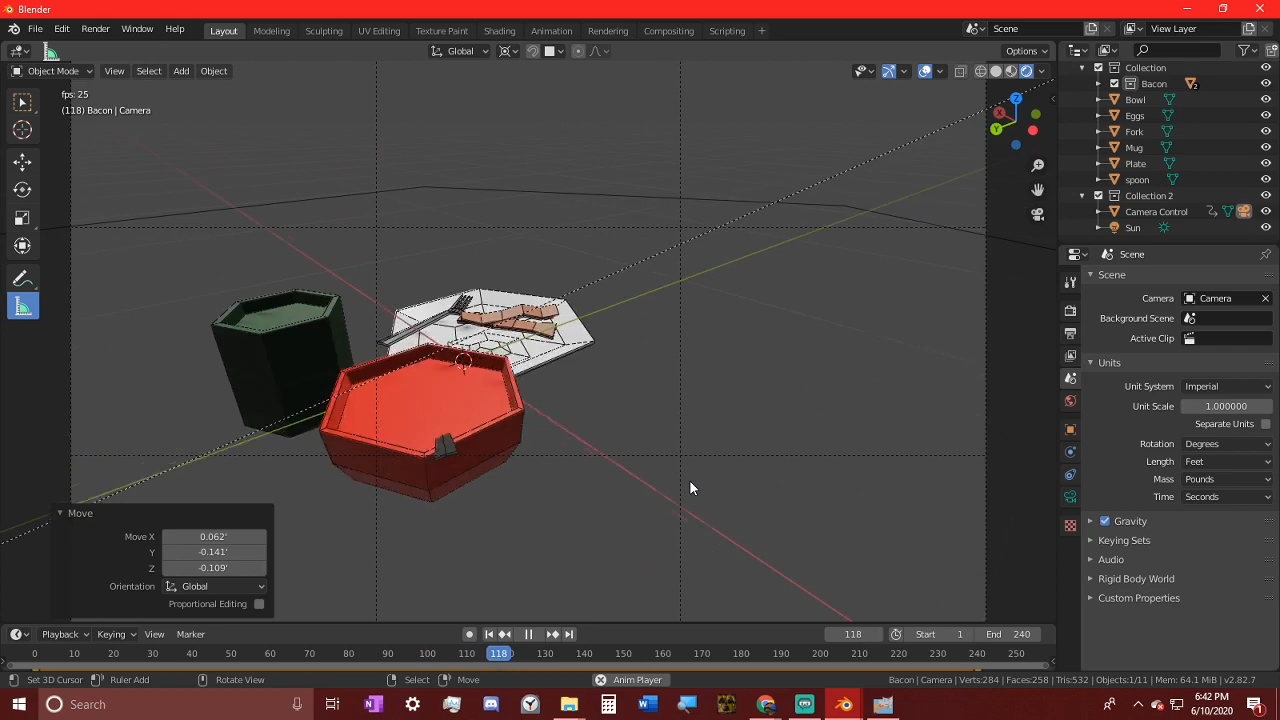 Blender
File Edit Render Window Help Layout Modeling Sculpting UV Editing Texture Paint Shading Animation Rendering Compositing Scripting + Scene View Layer
Global Options
Object Mode View Select Add Object
fps: 25
(118) Bacon | Camera
Z
X
Y
Collection
Bacon 2
Bowl
Eggs
Fork
Mug
Plate
spoon
Collection 2
Camera Control
Sun
Scene
Scene
Camera Camera
Background Scene
Active Clip
Units
Unit System Imperial
Unit Scale 1.000000
Separate Units
Rotation Degrees
Length Feet
Mass Pounds
Time Seconds
Gravity
Keying Sets
Audio
Rigid Body World
Custom Properties
Move
Move X 0.062'
Y -0.141'
Z -0.109'
Orientation Global
Proportional Editing
Playback Keying View Marker 118 Start 1 End 240
0 10 20 30 40 50 60 70 80 90 100 110 118 130 140 150 160 170 180 190 200 210 220 230 240 250
Set 3D Cursor Ruler Add Rotate View Select Move Anim Player Bacon | Camera | Verts:284 | Faces:258 | Tris:532 | Objects:1/11 | Mem: 64.1 MiB | v2.82.7
Search 6:42 PM
6/10/2020